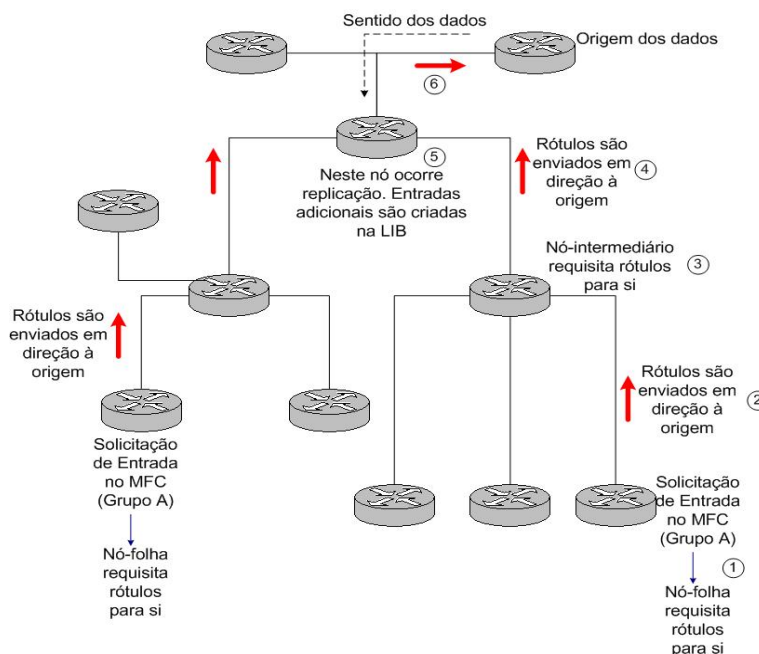 Sentido dos dados
Origem dos dados
6
5
Neste nó ocorre
replicação. Entradas
adicionais são criadas
na LIB
Rótulos são
enviados em
direção à
origem
4
Nó-intermediário
requisita rótulos
para si
3
Rótulos são
enviados em
direção à
origem
Rótulos são
enviados em
direção à
origem
2
Solicitação
de Entrada
no MFC
(Grupo A)
Nó-folha
requisita
rótulos
para si
Solicitação
de Entrada
no MFC
(Grupo A)
1
Nó-folha
requisita
rótulos
para si